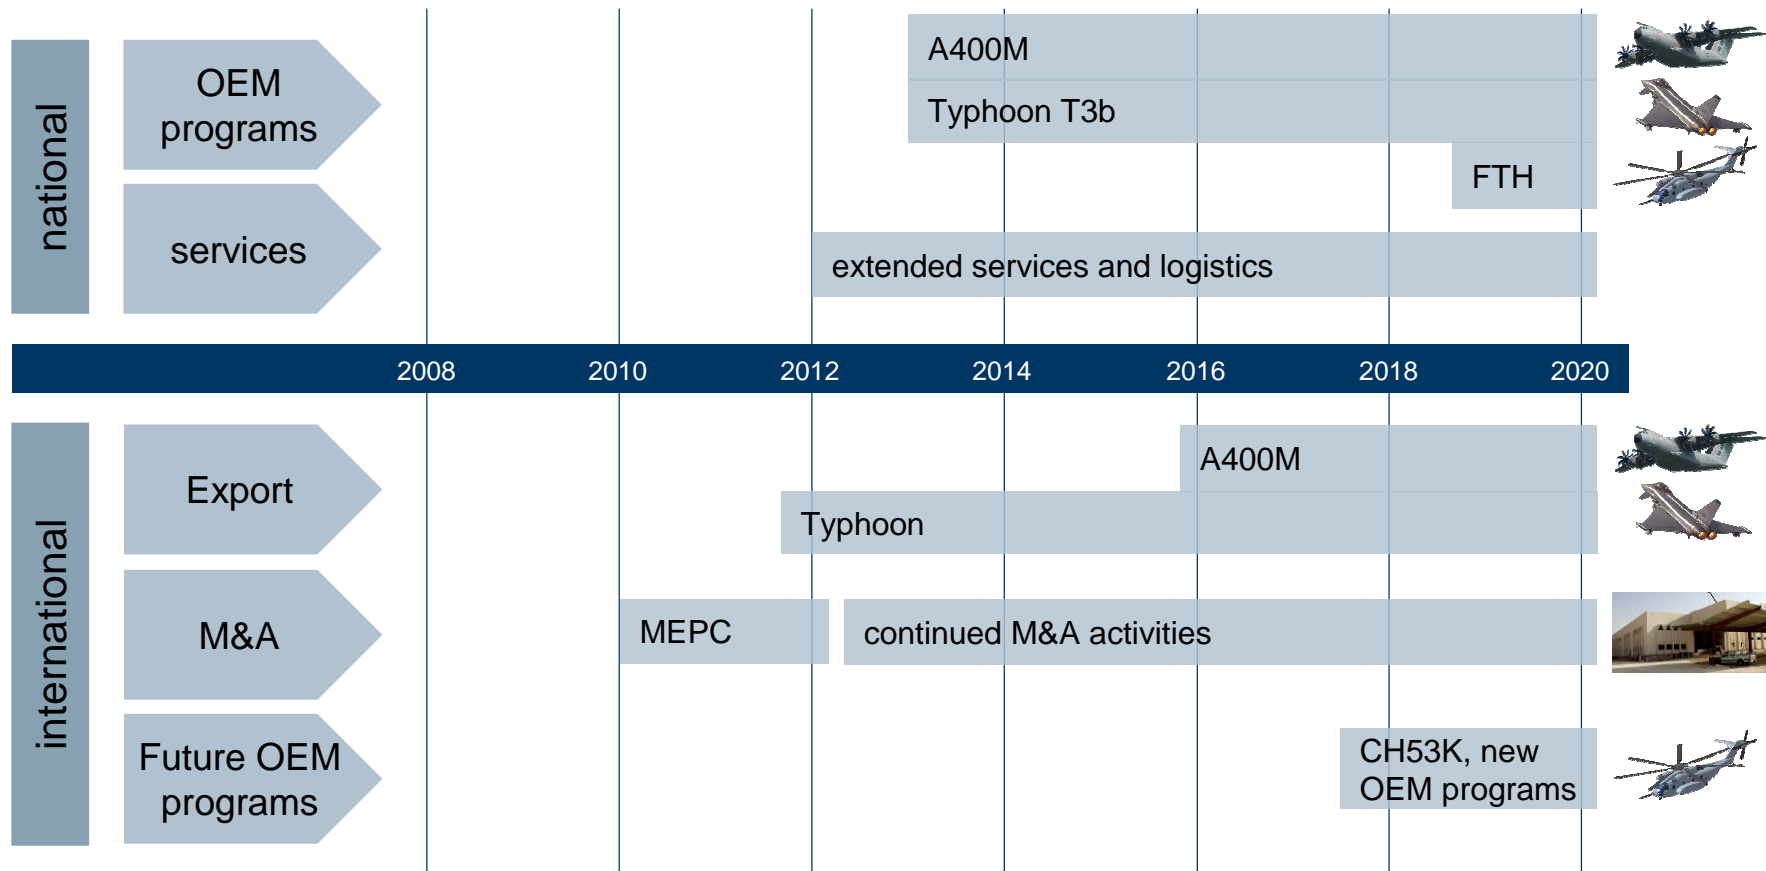 national
OEM
programs
services
A400M
Typhoon T3b
FTH
extended services and logistics
2008 2010 2012 2014 2016 2018 2020
international
Export
A400M
Typhoon
M&A
MEPC
continued M&A activities
Future OEM
programs
CH53K, new
OEM programs